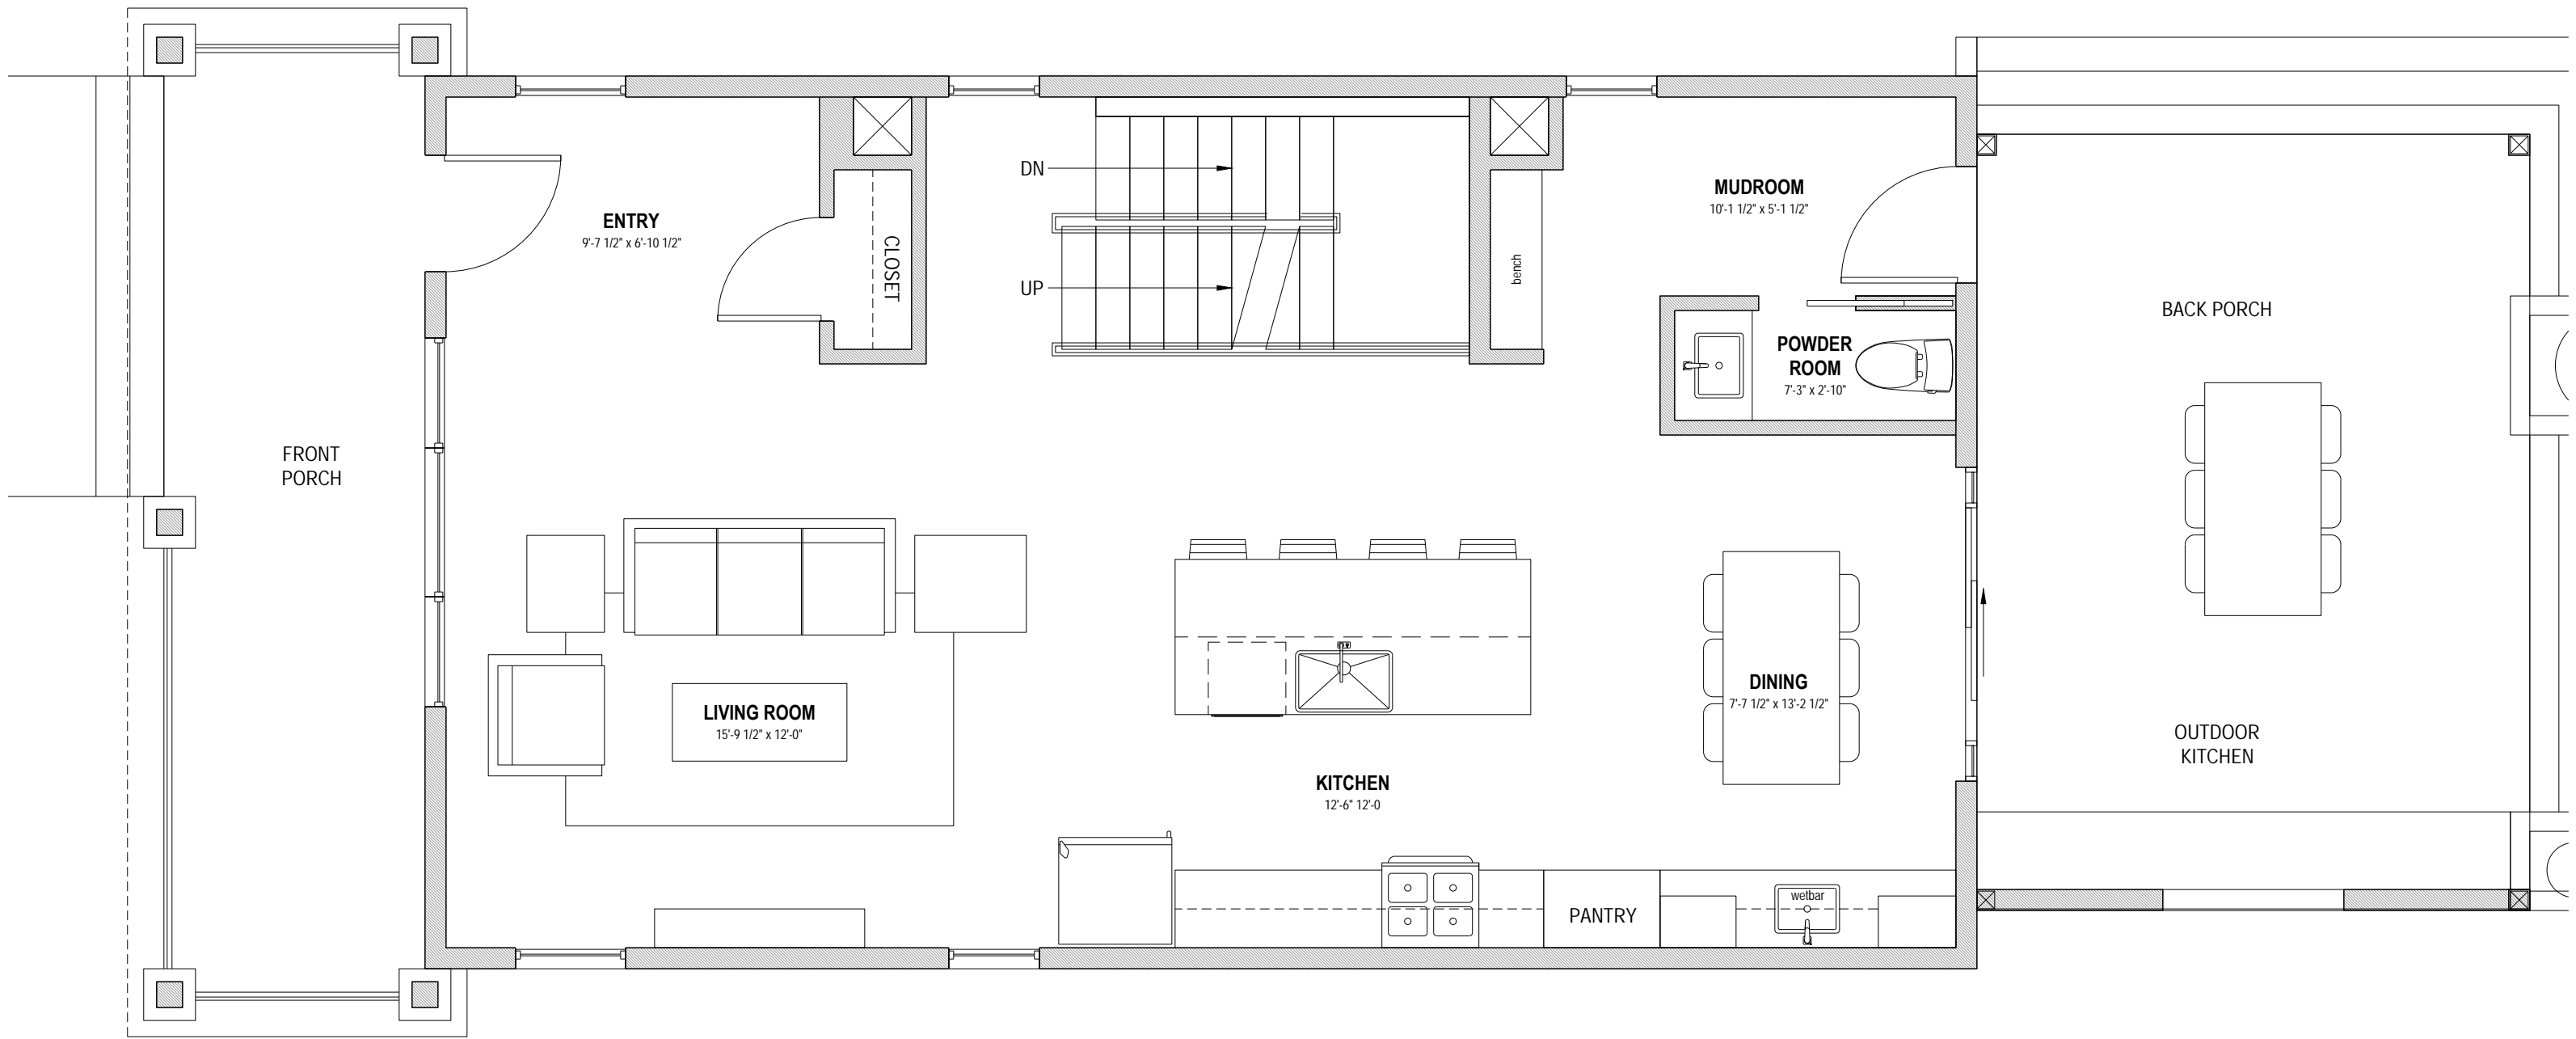 DN
MUDROOM
10'-1 1/2" x 5'-1 1/2"
ENTRY
9'-7 1/2" x 6'-10 1/2"
CLOSET
UP
bench
BACK PORCH
POWDER
ROOM
7'-3" x 2'-10"
FRONT
PORCH
DINING
7'-7 1/2" x 13'-2 1/2"
LIVING ROOM
15'-9 1/2" x 12'-0"
OUTDOOR
KITCHEN
KITCHEN
12'-6" 12'-0
PANTRY
wetbar